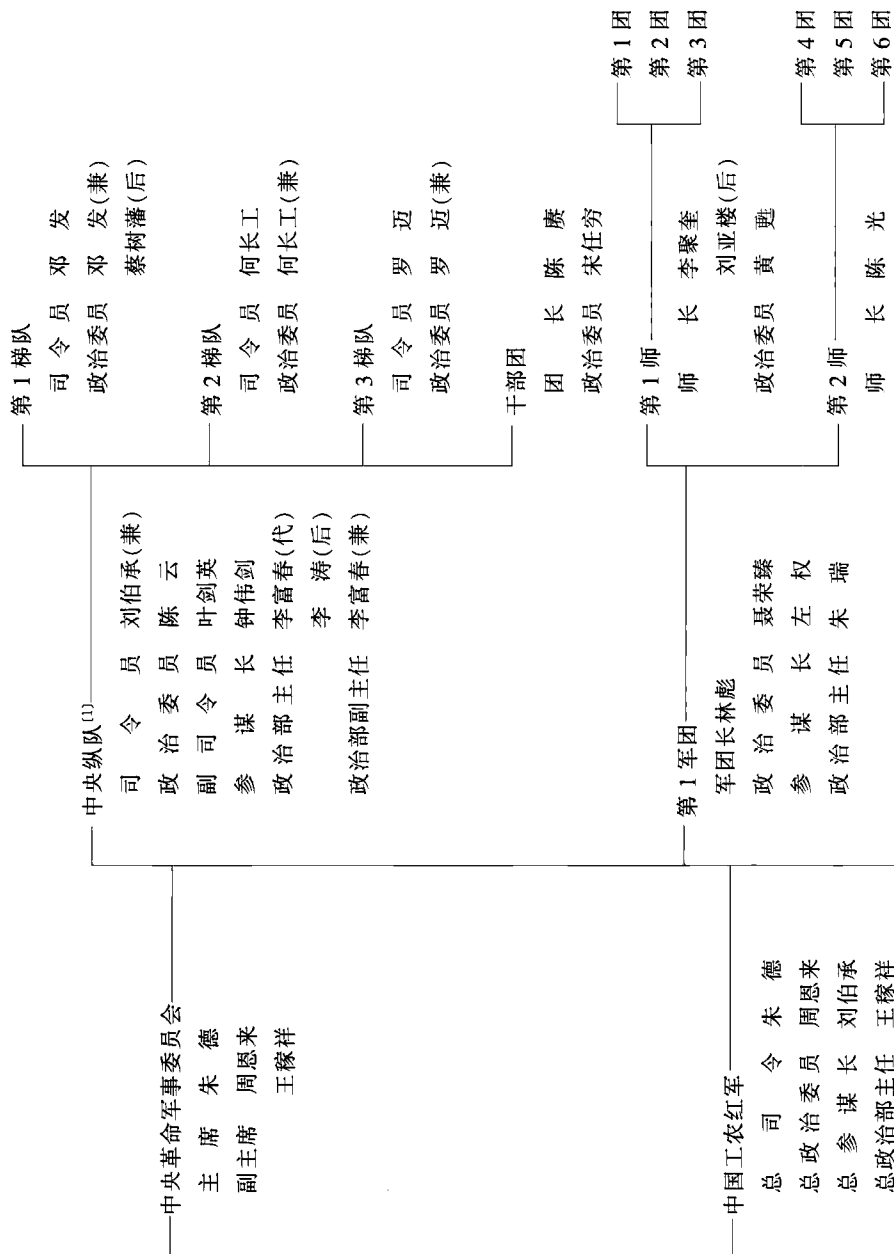 中央革命军事委员会
主席 朱德
副主席 周恩来
王稼祥
中央纵队(1)
司令员 刘伯承(兼)
政治委员 陈云
副司令员 叶剑英
参谋长 钟伟剑
政治部主任 李富春(代)
李涛(后)
政治部副主任 李富春(兼)
第1梯队
司令员 邓发
政治委员 邓发(兼)
蔡树藩(后)
第2梯队
司令员 何长工
政治委员 何长工(兼)
第3梯队
司令员 罗迈
政治委员 罗迈(兼)
干部团
团长 陈赓
政治委员 宋任穷
中国工农红军
总司令 朱德
总政治委员 周恩来
总参谋长 刘伯承
总政治部主任 王稼祥
第1军团
军团长林彪
政治委员 聂荣臻
参谋长 左权
政治部主任 朱瑞
第1师
师长 李聚奎
刘亚楼(后)
政治委员 黄甦
第1团
第2团
第3团
第2师
师长 陈光
第4团
第5团
第6团